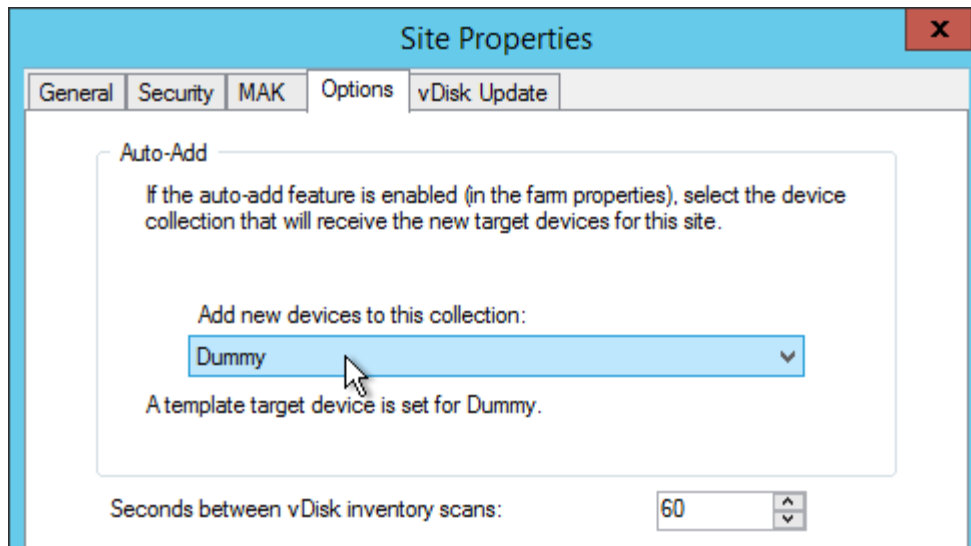 Site Properties
x
General Security MAK Options vDisk Update
Auto-Add
If the auto-add feature is enabled (in the farm properties), select the device
collection that will receive the new target devices for this site.
Add new devices to this collection:
Dummy
A template target device is set for Dummy.
Seconds between vDisk inventory scans: 60